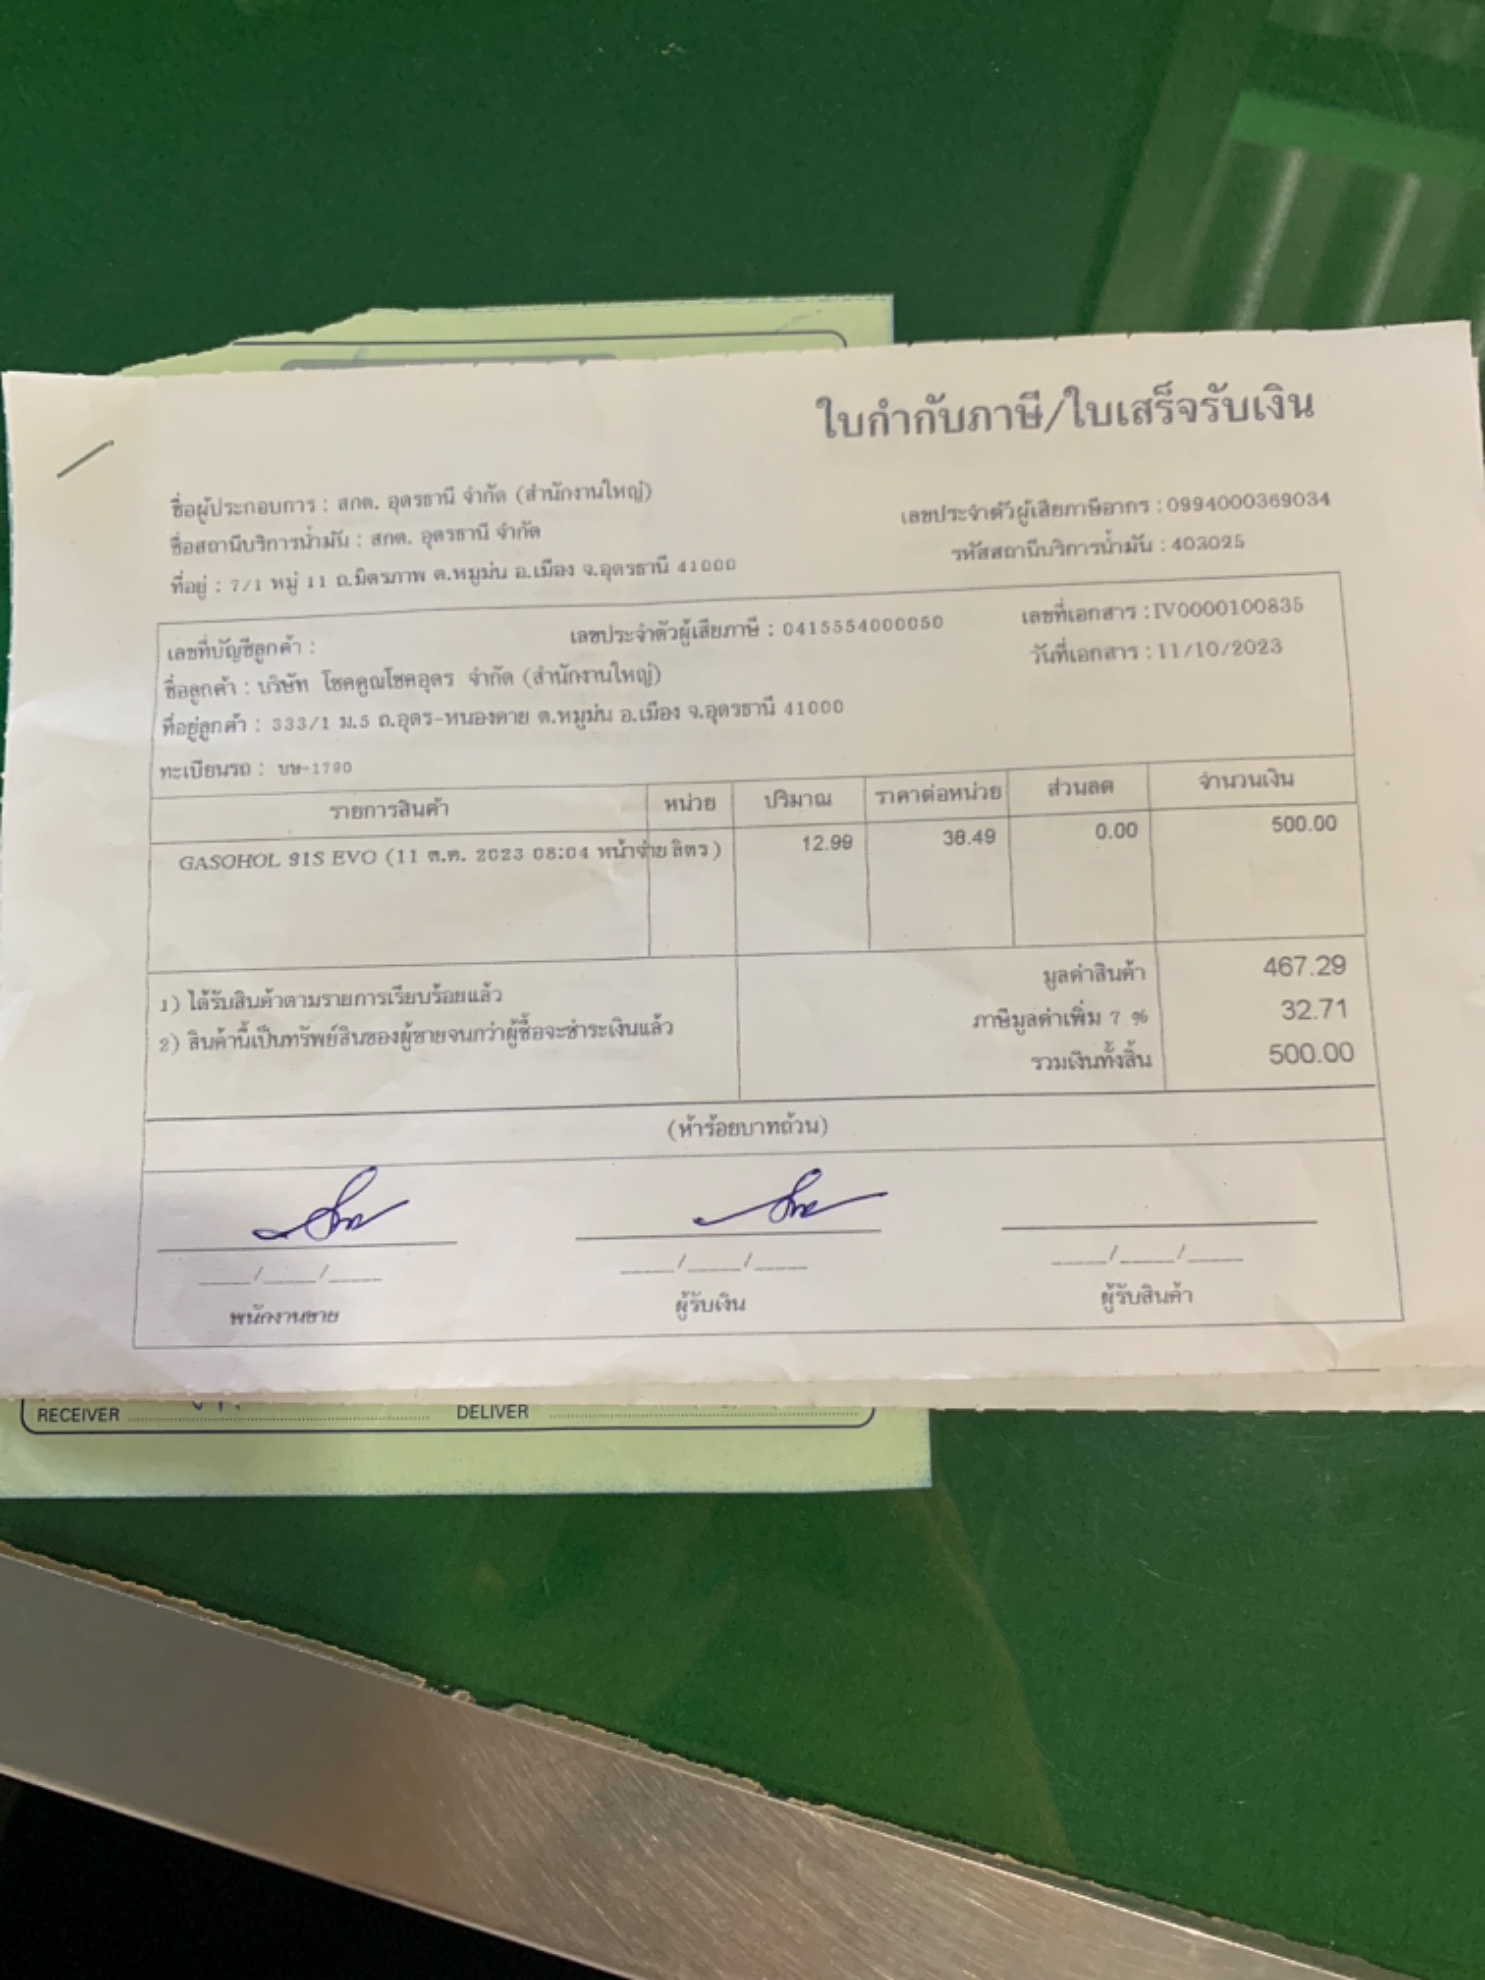 ใบกำกับภาษี/ใบเสร็จรับเงิน
ชื่อผู้ประกอบการ : สกต. อุดรธานี จำกัด (สำนักงานใหญ่)
เลขประจำตัวผู้เสียภาษีอากร : 0994000369034
ชื่อสถานีบริการน้ำมัน : สกต. อุดรธานี จำกัด
รหัสสถานีบริการน้ำมัน : 403025
ที่อยู่ : 7/1 หมู่ 11 ถ.มิตรภาพ ต.หมูม่น อ.เมือง จ.อุดรธานี 41000
เลขที่บัญชีลูกค้า : เลขประจำตัวผู้เสียภาษี : 0415554000050 เลขที่เอกสาร : IV0000100835
ชื่อลูกค้า : บริษัท โชคคูณโชคอุดร จำกัด (สำนักงานใหญ่) วันที่เอกสาร : 11/10/2023
ที่อยู่ลูกค้า : 333/1 ม.5 ถ.อุดร-หนองคาย ต.หมูม่น อ.เมือง จ.อุดรธานี 41000
ทะเบียนรถ : บษ-1790
รายการสินค้า หน่วย ปริมาณ ราคาต่อหน่วย ส่วนลด จำนวนเงิน
GASOHOL 91S EVO (11 ต.ค. 2023 08:04 หน้าจ่าย ลิตร ) 12.99 38.49 0.00 500.00
1) ได้รับสินค้าตามรายการเรียบร้อยแล้ว มูลค่าสินค้า 467.29
2) สินค้านี้เป็นทรัพย์สินของผู้ขายจนกว่าผู้ซื้อจะชำระเงินแล้ว ภาษีมูลค่าเพิ่ม 7 % 32.71
รวมเงินทั้งสิ้น 500.00
(ห้าร้อยบาทถ้วน)
____/____/____ ____/____/____ ____/____/____
พนักงานขาย ผู้รับเงิน ผู้รับสินค้า
RECEIVER DELIVER